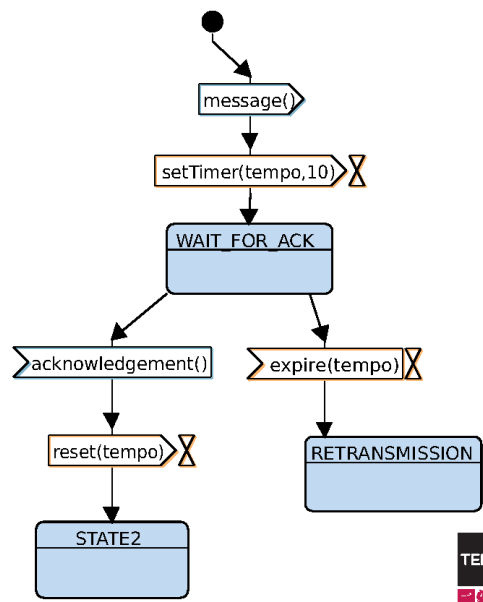 message()
setTimer(tempo,10)
WAIT_FOR_ACK
acknowledgement()
expire(tempo)
reset(tempo)
RETRANSMISSION
STATE2